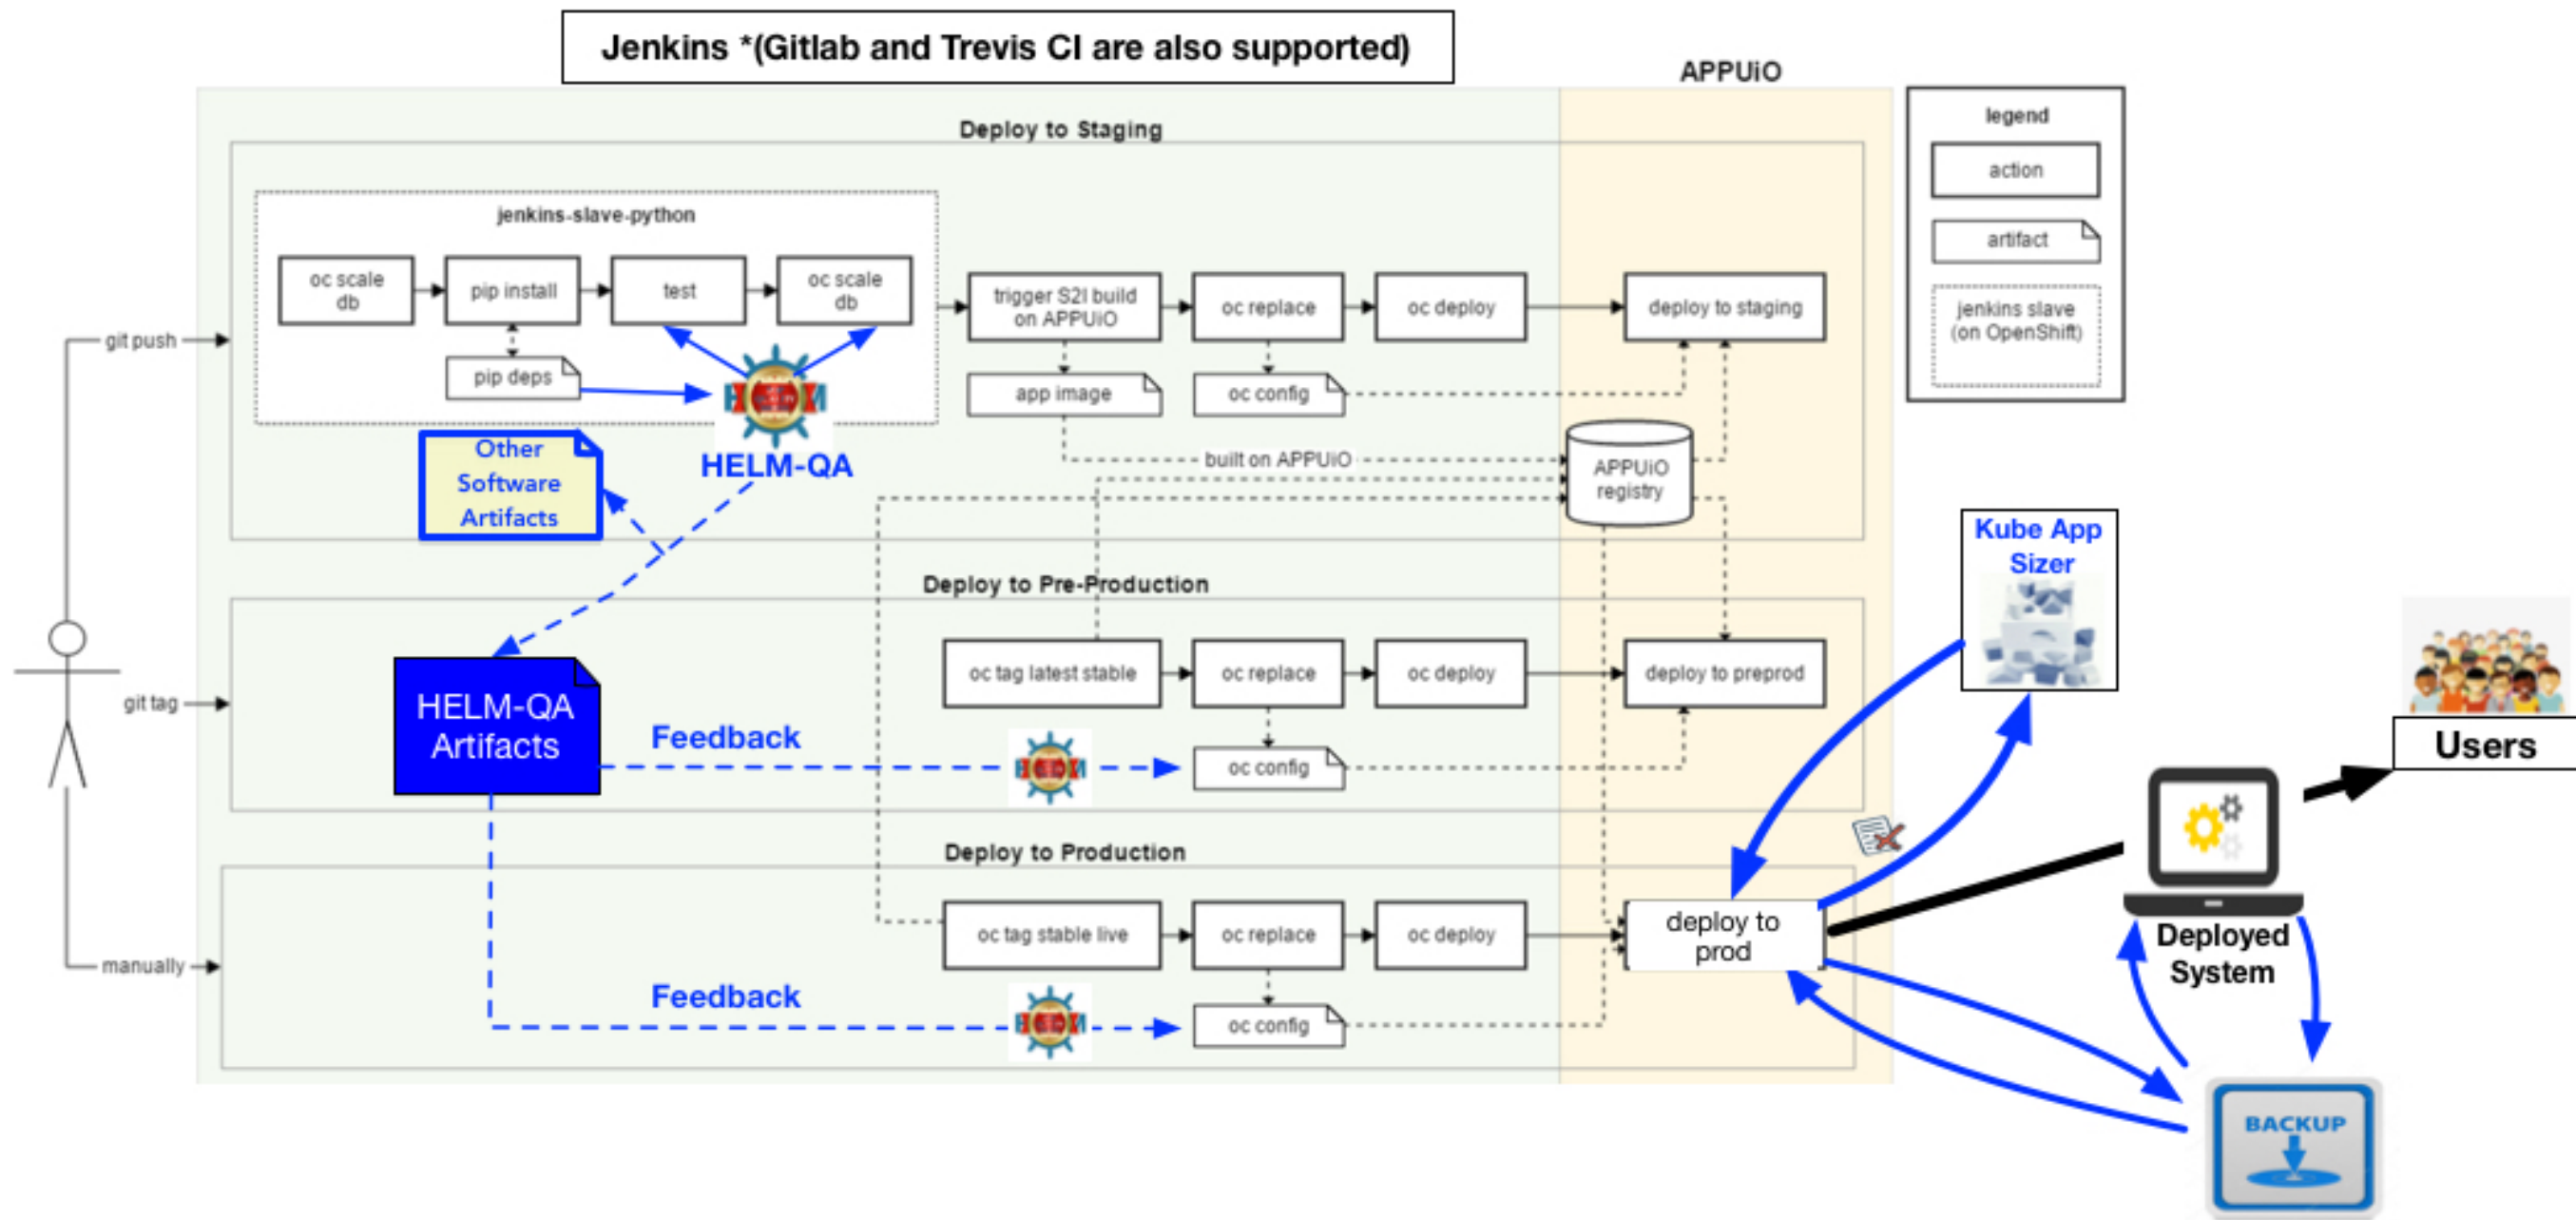 Jenkins *(Gitlab and Trevis CI are also supported)
APPUiO
legend
action
artifact
jenkins slave
(on OpenShift)
Deploy to Staging
jenkins-slave-python
oc scale
db
pip install
test
oc scale
db
pip deps
trigger S2I build
on APPUiO
oc replace
oc deploy
deploy to staging
app image
oc config
git push
Other
Software
Artifacts
HELM-QA
built on APPUiO
APPUiO
registry
Kube App
Sizer
Deploy to Pre-Production
oc tag latest stable
oc replace
oc deploy
deploy to preprod
git tag
HELM-QA
Artifacts
Feedback
oc config
Users
Deploy to Production
oc tag stable live
oc replace
oc deploy
deploy to
prod
Deployed
System
manually
Feedback
oc config
BACKUP